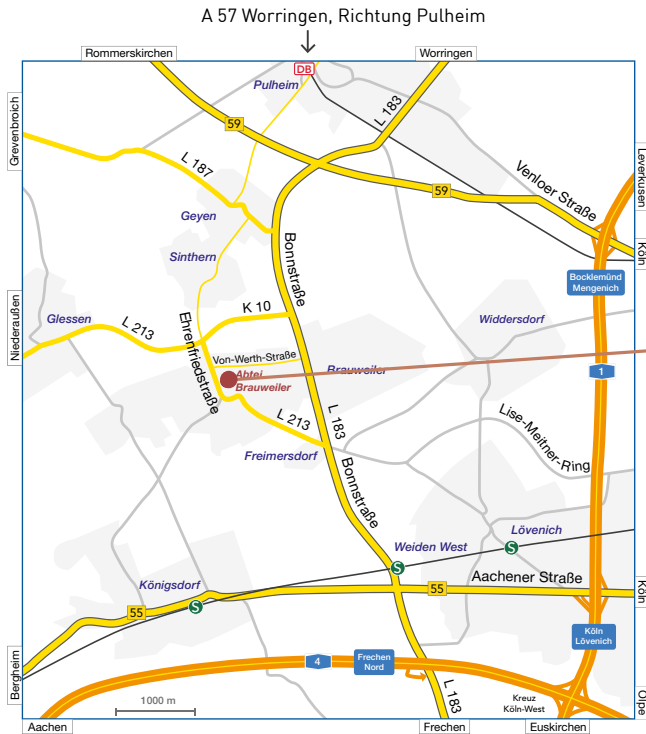 A 57 Worringen, Richtung Pulheim
Rommerskirchen
Worringen
DB
Pulheim
Grevenbroich
L 183
59
L 187
Venloer Straße
Leverkusen
59
Geyen
Köln
Sinthern
Bonnstraße
Bocklemünd
Mengenich
Niederaußen
Glessen
L 213
K 10
Ehrenfriedstraße
Widdersdorf
Von-Werth-Straße
Abtei
Brauweiler
Brauweiler
1
L 213
L 183
Lise-Meitner-Ring
Freimersdorf
Bonnstraße
Lövenich
S
Weiden West
S
Königsdorf
S
Aachener Straße
55
55
Köln
Köln
Lövenich
Bergheim
4
Frechen
Nord
L 183
Kreuz
Köln-West
Olpe
1000 m
Aachen
Frechen
Euskirchen